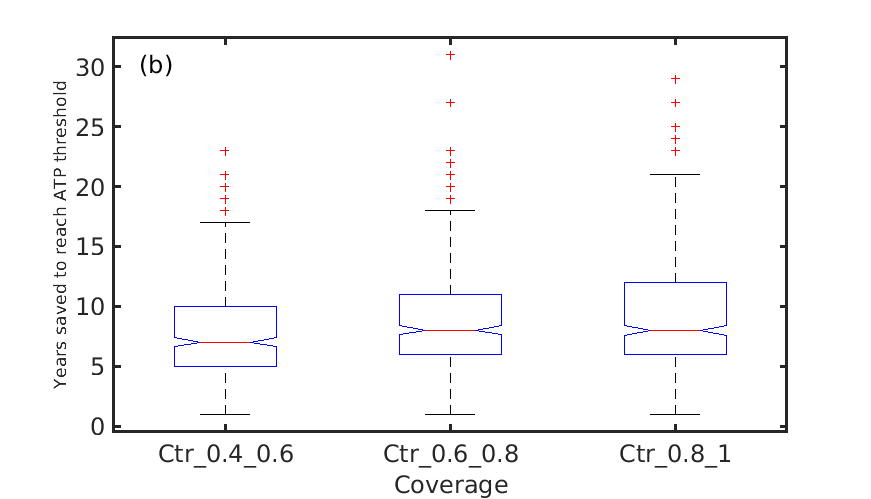 (b)
Years saved to reach ATP threshold
30
25
20
15
10
5
0
Ctr_0.4_0.6 Ctr_0.6_0.8 Ctr_0.8_1
Coverage